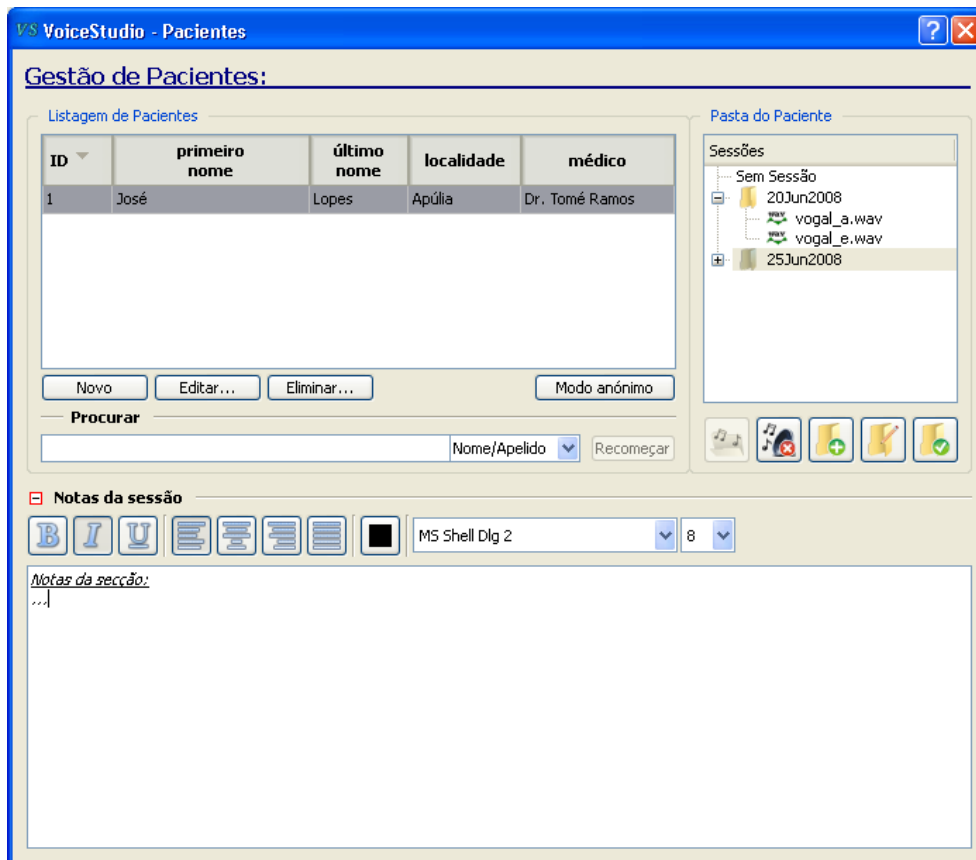 VS VoiceStudio - Pacientes
Gestão de Pacientes:
Listagem de Pacientes
ID primeiro nome último nome localidade médico
1 José Lopes Apúlia Dr. Tomé Ramos
Novo Editar... Eliminar... Modo anónimo
Procurar
Nome/Apelido Recomeçar
Pasta do Paciente
Sessões
Sem Sessão
20Jun2008
wav vogal_a.wav
wav vogal_e.wav
25Jun2008
Notas da sessão
B I U MS Shell Dlg 2 8
Notas da secção:
...